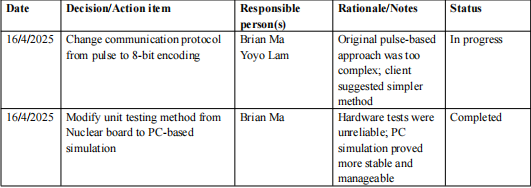 Date Decision/Action item Responsible person(s) Rationale/Notes Status
16/4/2025 Change communication protocol from pulse to 8-bit encoding Brian Ma Yoyo Lam Original pulse-based approach was too complex; client suggested simpler method In progress
16/4/2025 Modify unit testing method from Nuclear board to PC-based simulation Brian Ma Hardware tests were unreliable; PC simulation proved more stable and manageable Completed